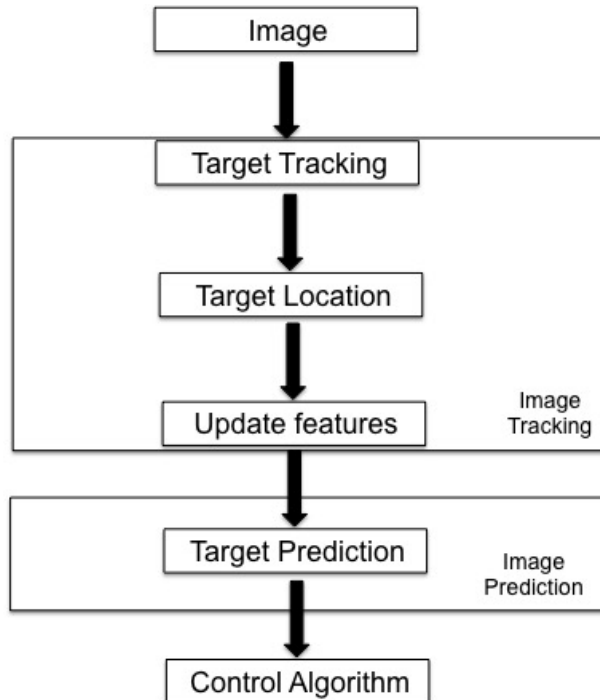 Image
Target Tracking
Target Location
Update features
Image
Tracking
Target Prediction
Image
Prediction
Control Algorithm